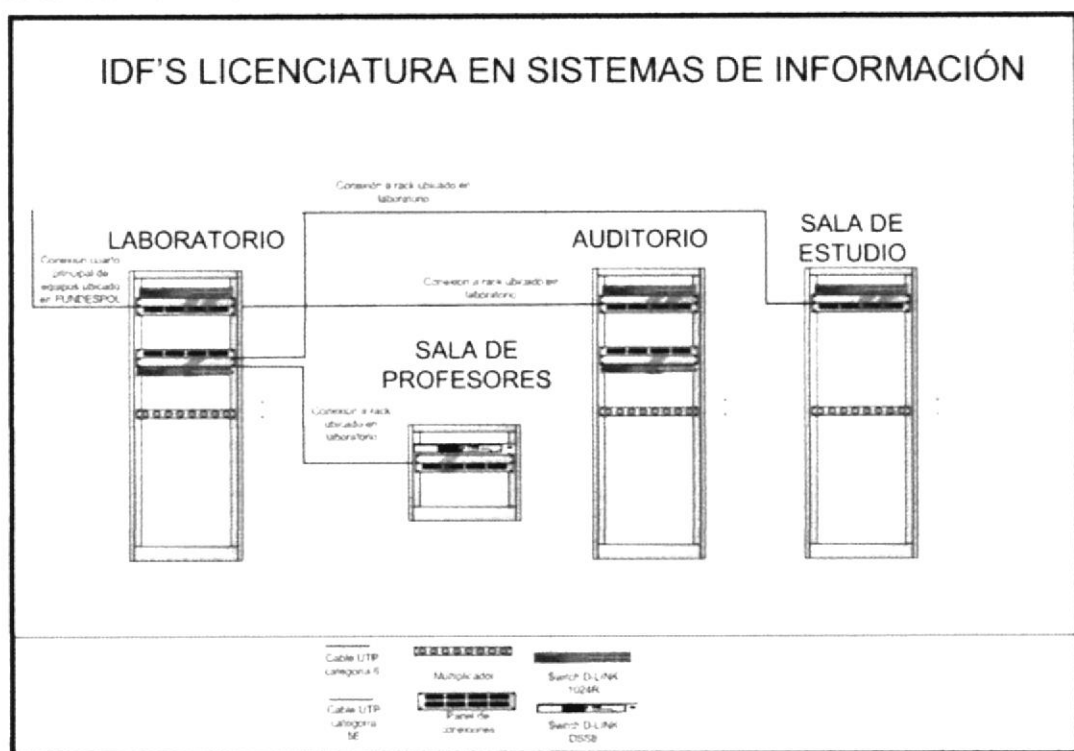 IDF'S LICENCIATURA EN SISTEMAS DE INFORMACIÓN
Conexión a rack ubicado en
laboratorio
LABORATORIO
AUDITORIO
SALA DE
ESTUDIO
Conexión cuarto
principal de
equipos ubicado
en FUNDESPOL
Conexión a rack ubicado en
laboratorio
SALA DE
PROFESORES
Conexión a rack
ubicado en
laboratorio
Cable UTP
categoría
Multiplicador
Switch D-LINK
1024R
Cable UTP
categoría
5E
Panel de
conexiones
Switch D-LINK